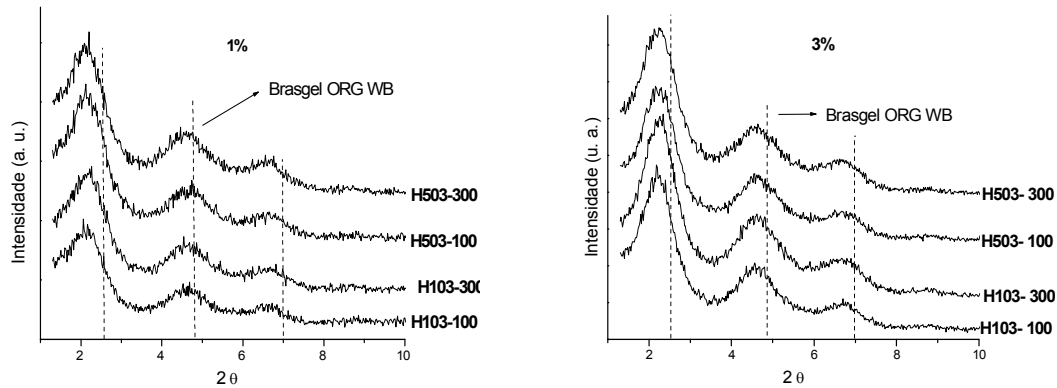 1%
Brasgel ORG WB
Intensidade (a. u.)
H503-300
H503-100
H103-300
H103-100
2 4 6 8 10
2 θ
3%
Brasgel ORG WB
Intensidade (u. a.)
H503- 300
H503- 100
H103- 300
H103- 100
2 4 6 8 10
2 θ